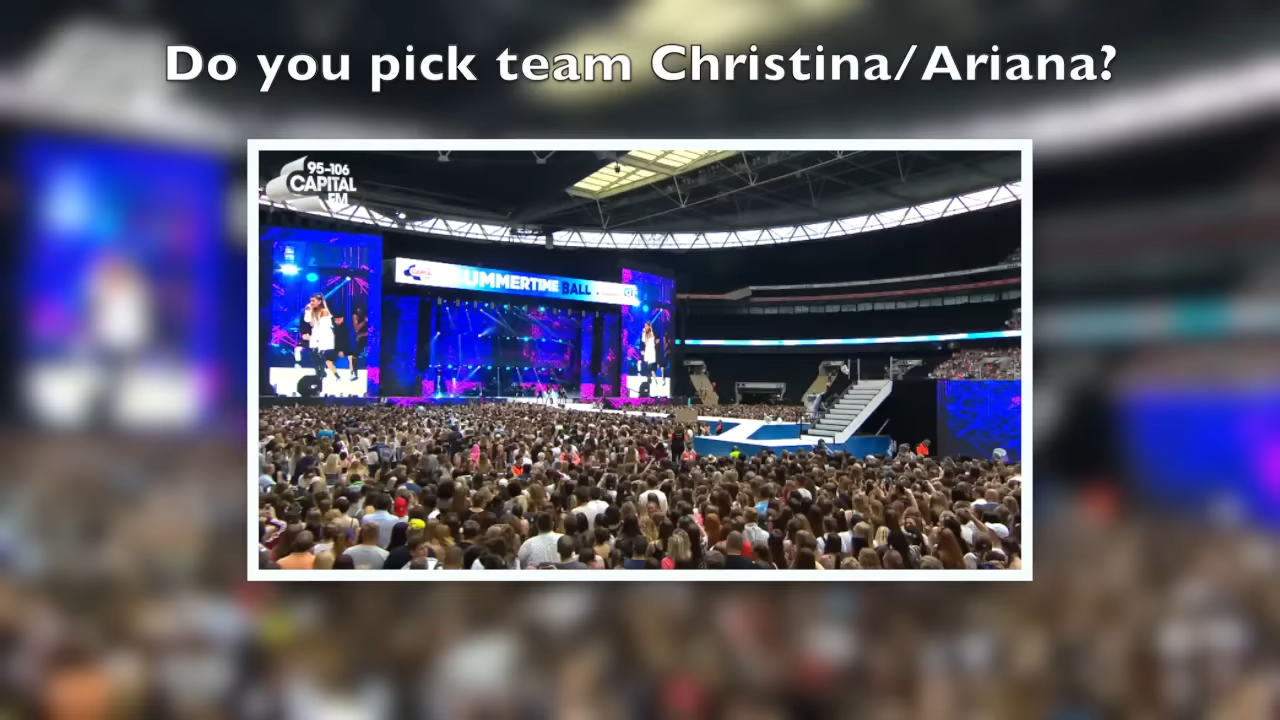 Do you pick team Christina/Ariana?
95-106
CAPITAL
FM
SUMMERTIME BALL